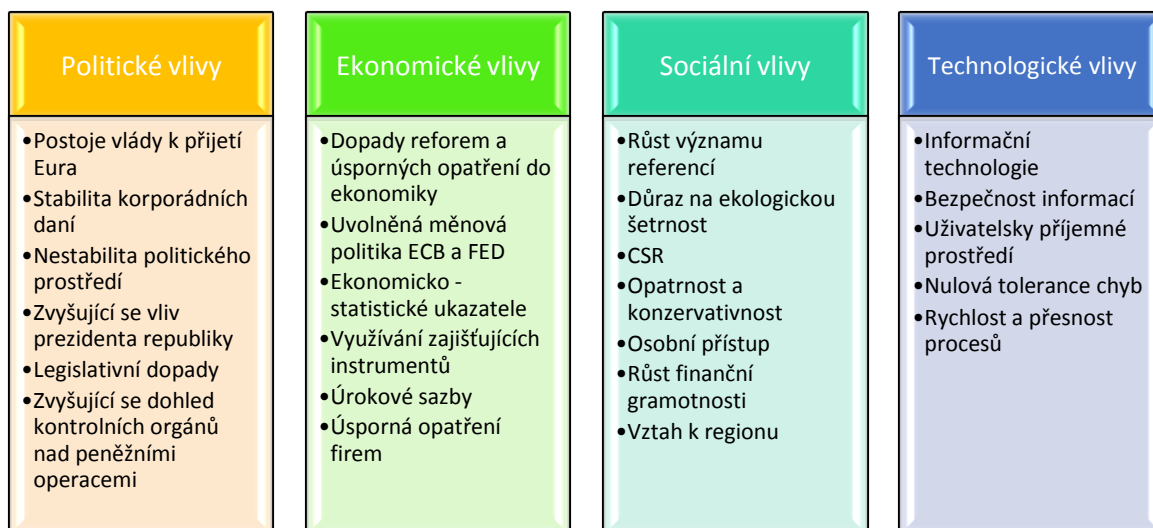 Politické vlivy
•Postoje vlády k přijetí
Eura
•Stabilita korporádních
daní
•Nestabilita politického
prostředí
•Zvyšující se vliv
prezidenta republiky
•Legislativní dopady
•Zvyšující se dohled
kontrolních orgánů
nad peněžními
operacemi
Ekonomické vlivy
•Dopady reforem a
úsporných opatření do
ekonomiky
•Uvolněná měnová
politika ECB a FED
•Ekonomicko -
statistické ukazatele
•Využívání zajišťujících
instrumentů
•Úrokové sazby
•Úsporná opatření
firem
Sociální vlivy
•Růst významu
referencí
•Důraz na ekologickou
šetrnost
•CSR
•Opatrnost a
konzervativnost
•Osobní přístup
•Růst finanční
gramotnosti
•Vztah k regionu
Technologické vlivy
•Informační
technologie
•Bezpečnost informací
•Uživatelsky příjemné
prostředí
•Nulová tolerance chyb
•Rychlost a přesnost
procesů